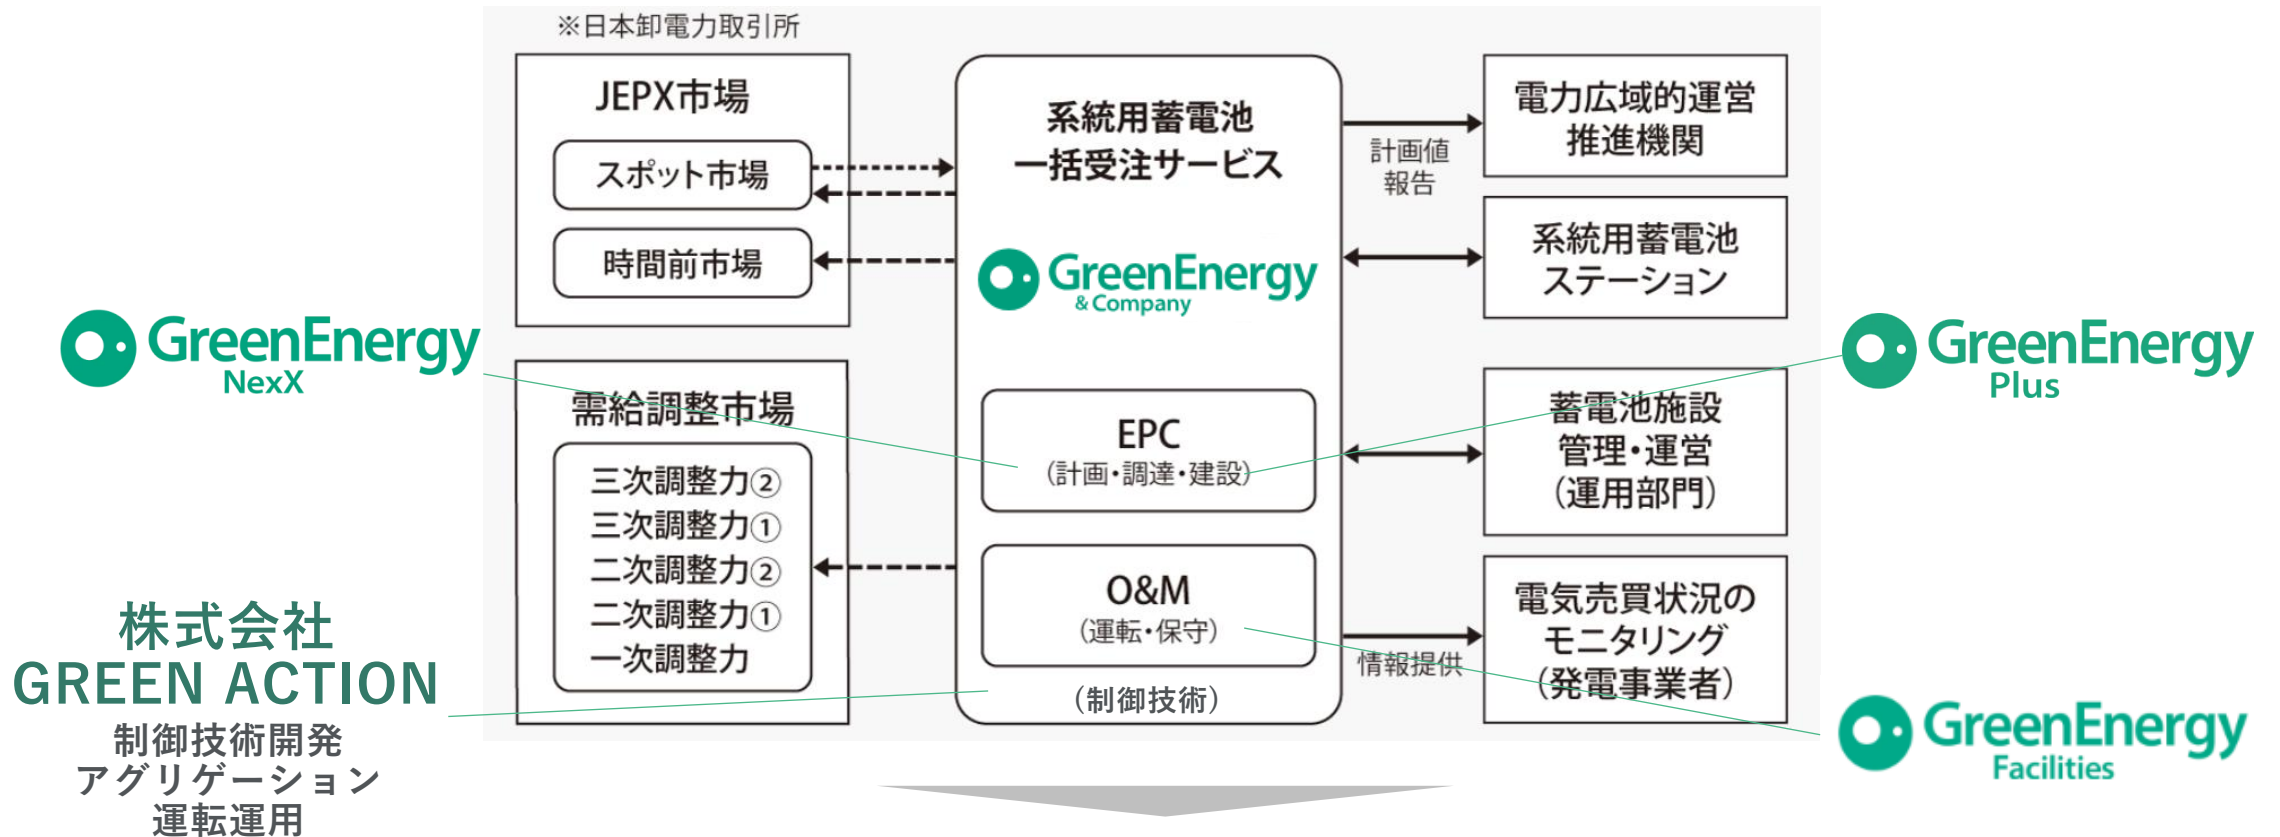 ※日本卸電力取引所
JEPX市場
スポット市場
時間前市場
需給調整市場
三次調整力②
三次調整力①
二次調整力②
二次調整力①
一次調整力
系統用蓄電池
一括受注サービス
GreenEnergy
& Company
EPC
（計画・調達・建設）
O&M
（運転・保守）
（制御技術）
計画値
報告
情報提供
電力広域的運営
推進機関
系統用蓄電池
ステーション
蓄電池施設
管理・運営
（運用部門）
電気売買状況の
モニタリング
（発電事業者）
GreenEnergy
NexX
株式会社
GREEN ACTION
制御技術開発
アグリゲーション
運転運用
GreenEnergy
Plus
GreenEnergy
Facilities